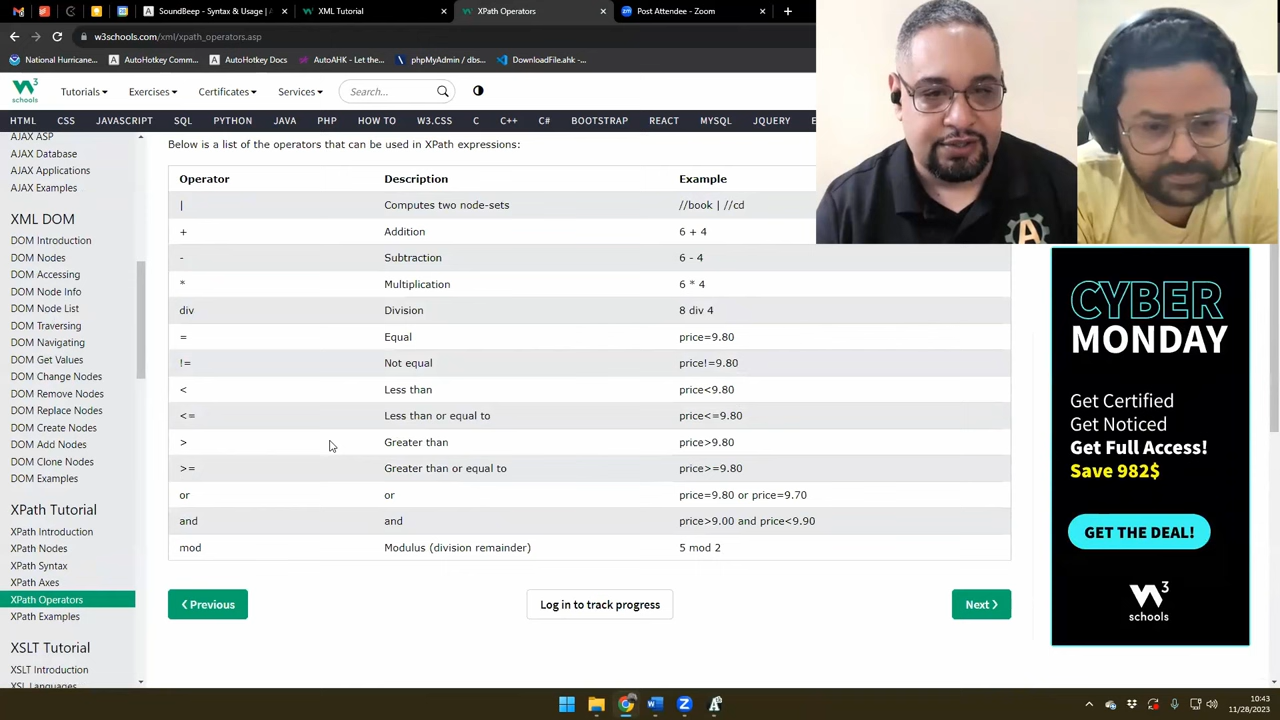 SoundBeep - Syntax & Usage |
XML Tutorial
XPath Operators
Post Attendee - Zoom
w3schools.com/xml/xpath_operators.asp
National Hurricane...
AutoHotkey Comm...
AutoHotkey Docs
AutoAHK - Let the...
phpMyAdmin / dbs...
DownloadFile.ahk -...
W3 schools
Tutorials
Exercises
Certificates
Services
Search...
HTML CSS JAVASCRIPT SQL PYTHON JAVA PHP HOW TO W3.CSS C C++ C# BOOTSTRAP REACT MYSQL JQUERY E
AJAX ASP
AJAX Database
AJAX Applications
AJAX Examples
XML DOM
DOM Introduction
DOM Nodes
DOM Accessing
DOM Node Info
DOM Node List
DOM Traversing
DOM Navigating
DOM Get Values
DOM Change Nodes
DOM Remove Nodes
DOM Replace Nodes
DOM Create Nodes
DOM Add Nodes
DOM Clone Nodes
DOM Examples
XPath Tutorial
XPath Introduction
XPath Nodes
XPath Syntax
XPath Axes
XPath Operators
XPath Examples
XSLT Tutorial
XSLT Introduction
XSL Languages
Below is a list of the operators that can be used in XPath expressions:
Operator Description Example
| Computes two node-sets //book | //cd
+ Addition 6 + 4
- Subtraction 6 - 4
* Multiplication 6 * 4
div Division 8 div 4
= Equal price=9.80
!= Not equal price!=9.80
< Less than price<9.80
<= Less than or equal to price<=9.80
> Greater than price>9.80
>= Greater than or equal to price>=9.80
or or price=9.80 or price=9.70
and and price>9.00 and price<9.90
mod Modulus (division remainder) 5 mod 2
❮ Previous
Log in to track progress
Next ❯
CYBER
MONDAY
Get Certified
Get Noticed
Get Full Access!
Save 982$
GET THE DEAL!
W3
schools
10:43
11/28/2023